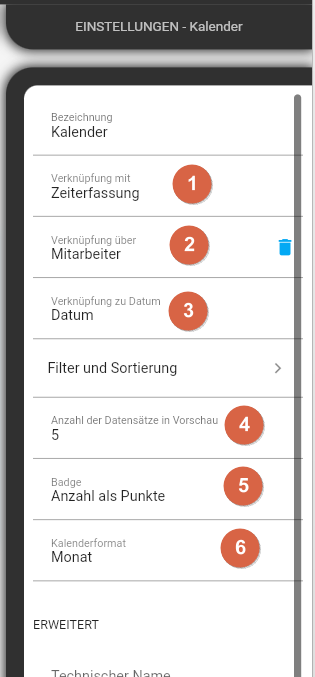 EINSTELLUNGEN - Kalender
Bezeichnung
Kalender
Verknüpfung mit
Zeiterfassung
1
Verknüpfung über
Mitarbeiter
2
Verknüpfung zu Datum
Datum
3
Filter und Sortierung
Anzahl der Datensätze in Vorschau
5
4
Badge
Anzahl als Punkte
5
Kalenderformat
Monat
6
ERWEITERT
Technischer Name